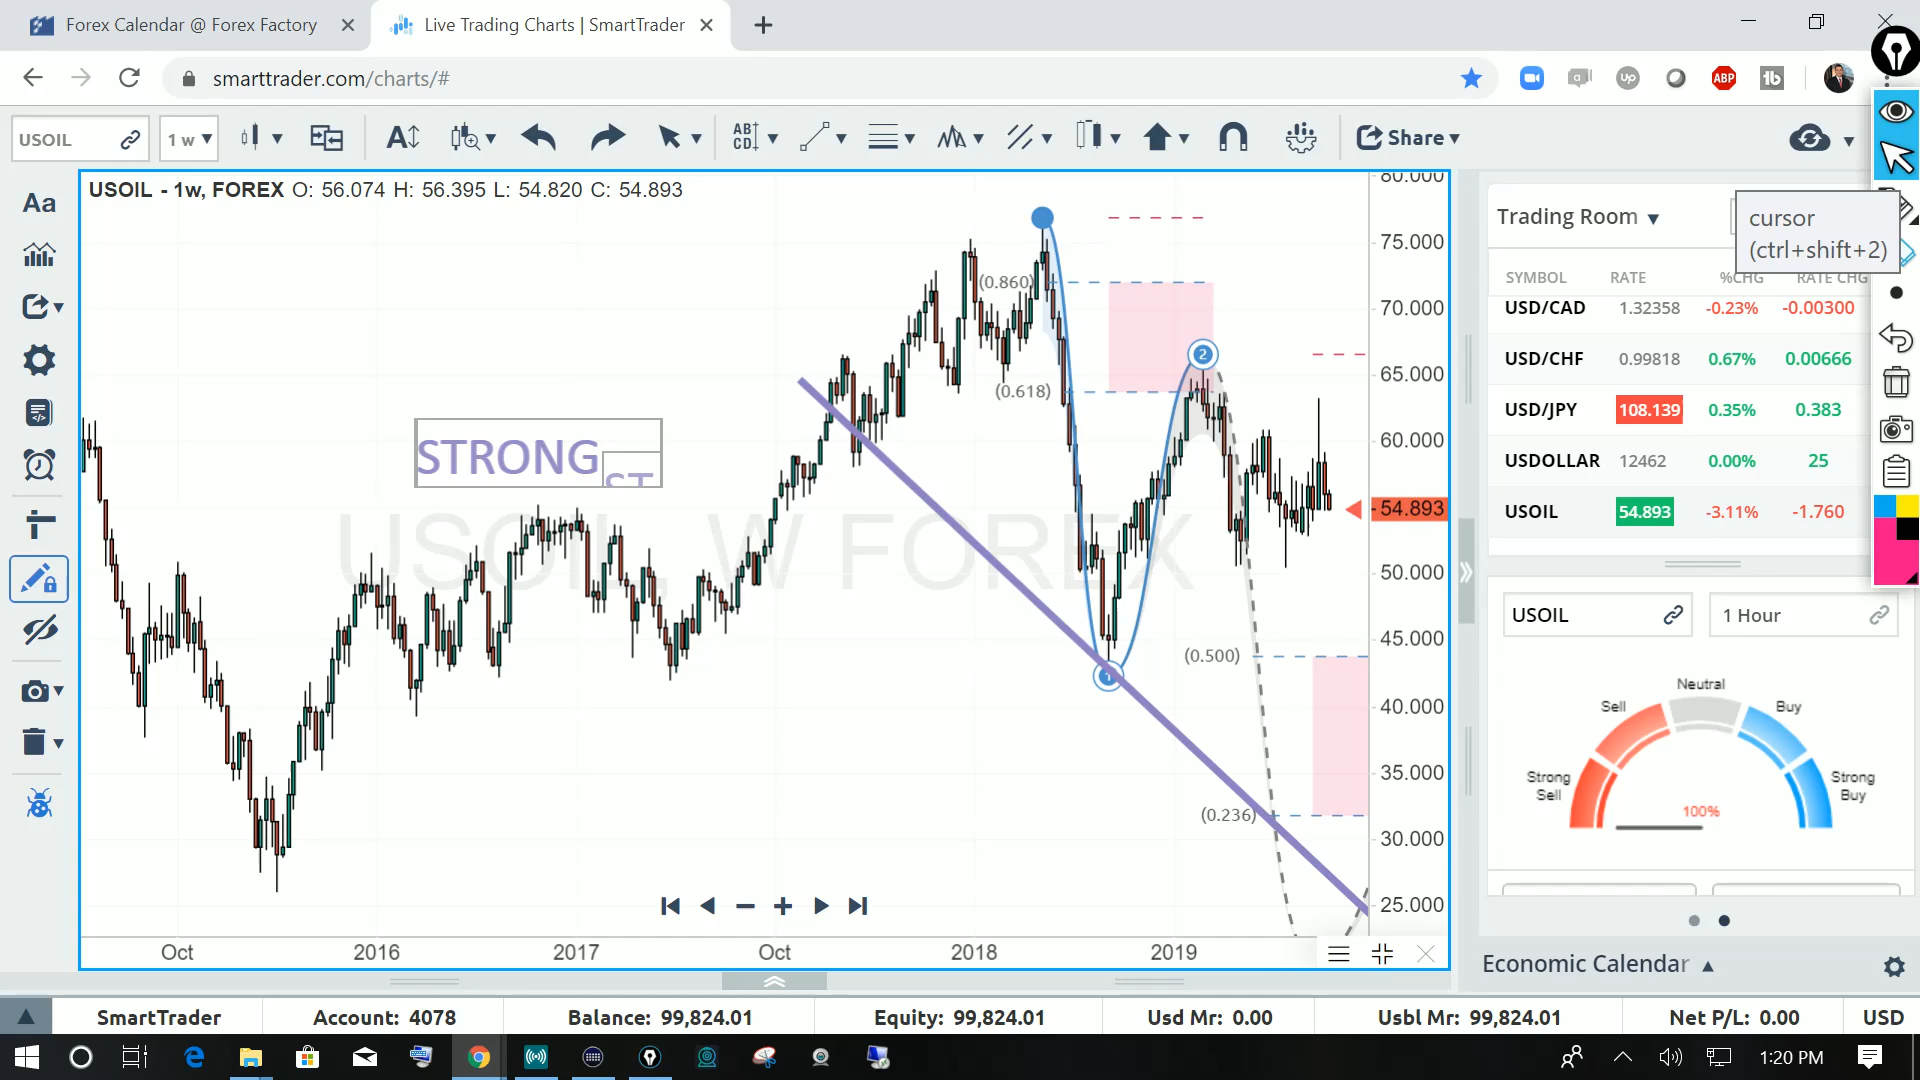 Forex Calendar @ Forex Factory
Live Trading Charts | SmartTrader
smarttrader.com/charts/#
USOIL
1 w
Share
USOIL - 1w, FOREX O: 56.074 H: 56.395 L: 54.820 C: 54.893
Aa
STRONG
ST
USOIL, W FOREX
(0.860)
(0.618)
(0.500)
(0.236)
1
2
80.000
75.000
70.000
65.000
60.000
54.893
50.000
45.000
40.000
35.000
30.000
25.000
Oct 2016 2017 Oct 2018 2019
Trading Room
cursor
(ctrl+shift+2)
SYMBOL RATE %CHG RATE CHG
USD/CAD 1.32358 -0.23% -0.00300
USD/CHF 0.99818 0.67% 0.00666
USD/JPY 108.139 0.35% 0.383
USDOLLAR 12462 0.00% 25
USOIL 54.893 -3.11% -1.760
USOIL 1 Hour
Neutral
Sell Buy
Strong Sell
Strong Buy
100%
Economic Calendar
SmartTrader Account: 4078 Balance: 99,824.01 Equity: 99,824.01 Usd Mr: 0.00 Usbl Mr: 99,824.01 Net P/L: 0.00 USD
1:20 PM
ABP
up
AB
CD